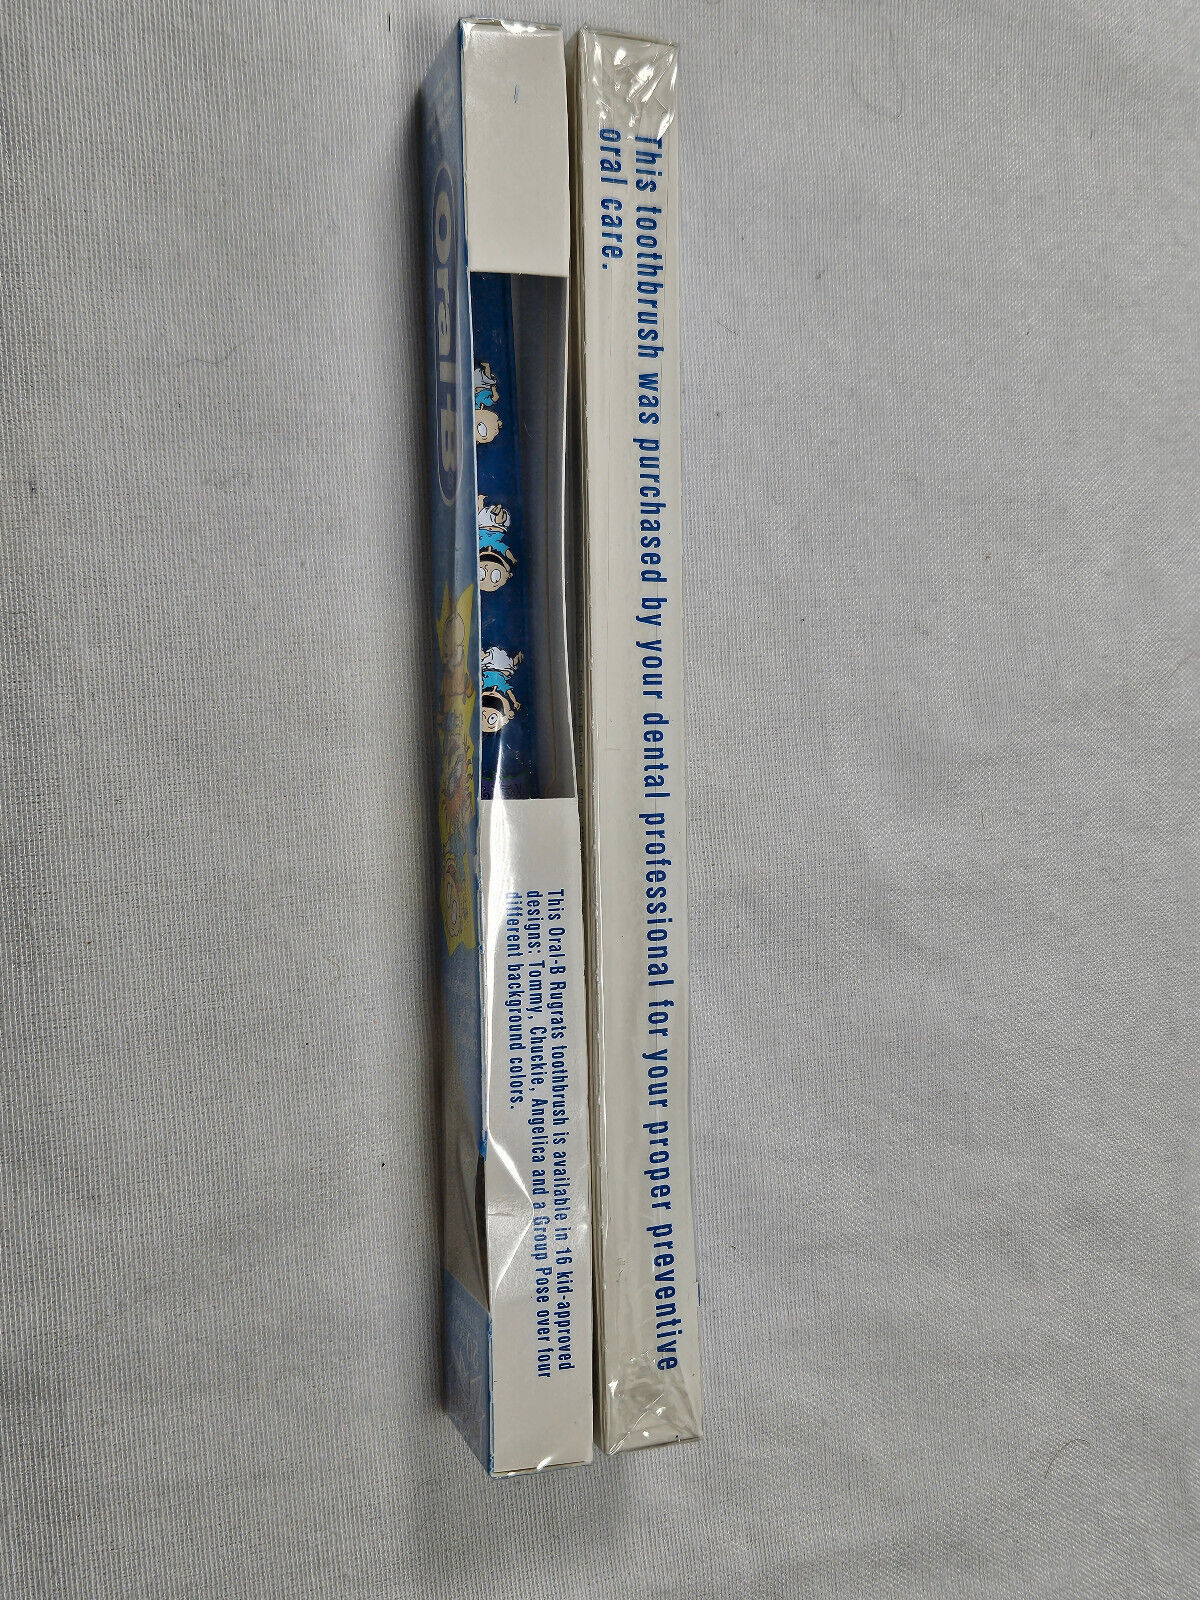 This toothbrush was purchased by your dental professional for your proper preventive
oral care.
Oral-B
This Oral-B Rugrats toothbrush is available in 16 kid-approved
designs: Tommy, Chuckie, Angelica and a Group Pose over four
different background colors.